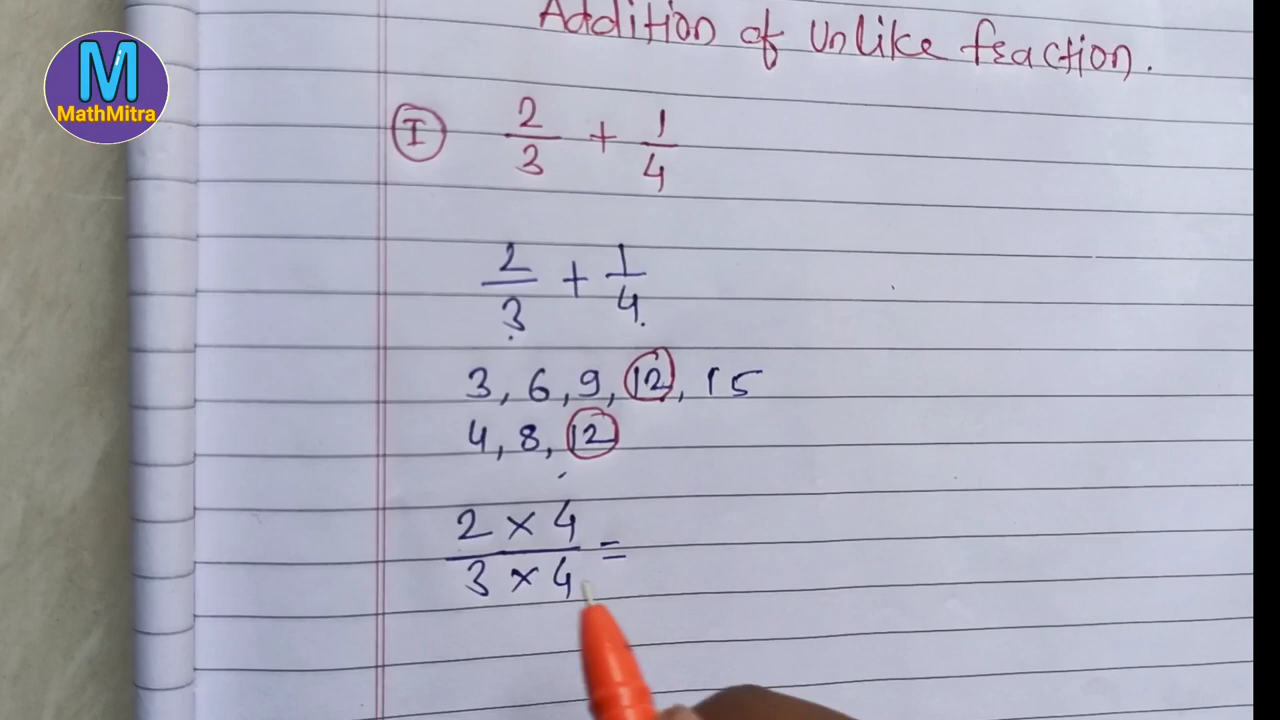 Addition of Unlike fraction.
M
MathMitra
I 2/3 + 1/4
2/3 + 1/4
3, 6, 9, 12, 15
4, 8, 12
2 × 4 / 3 × 4 =